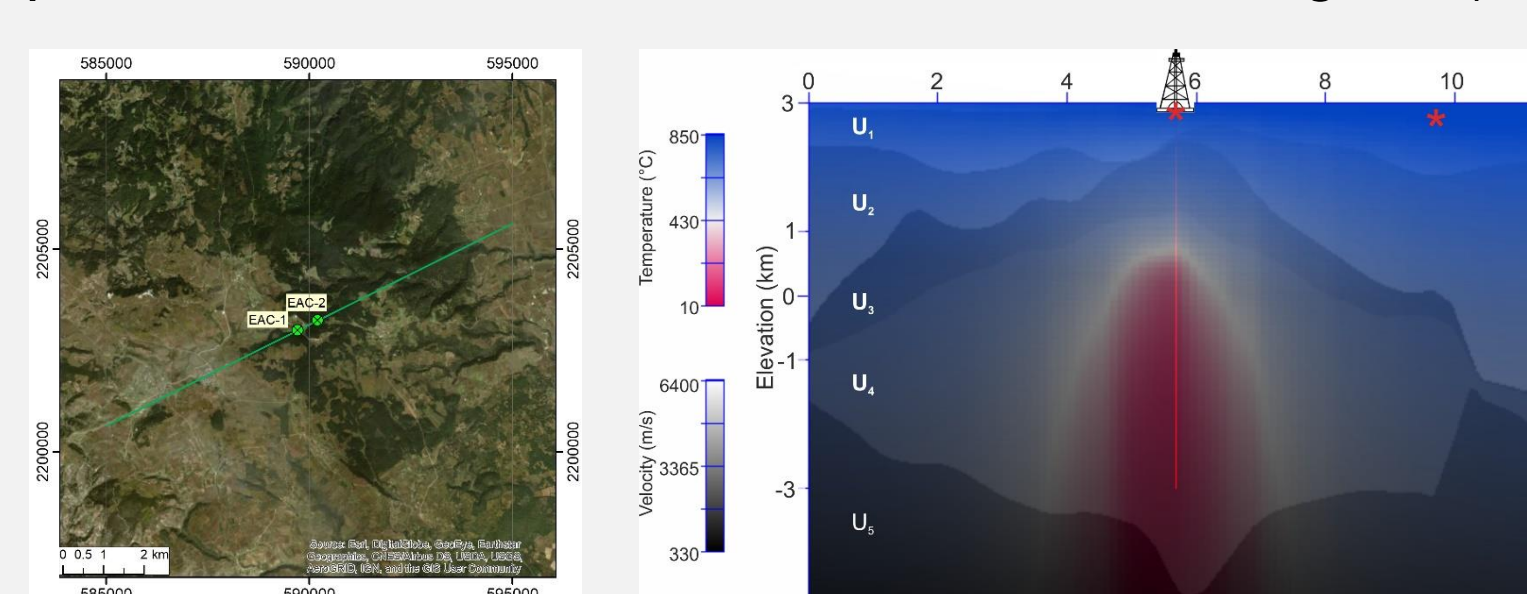 585000 590000 595000
2205000
2200000
EAC-2
EAC-1
2205000
2200000
0 0.5 1 2 km
Source: Esri, DigitalGlobe, GeoEye, Earthstar
Geographics, CNES/Airbus DS, USDA, USGS,
AeroGRID, IGN, and the GIS User Community
585000 590000 595000
Temperature (°C)
850
430
10
Velocity (m/s)
6400
3365
330
0 2 4 6 8 10
Elevation (km)
3
1
0
-1
-3
U1
U2
U3
U4
U5